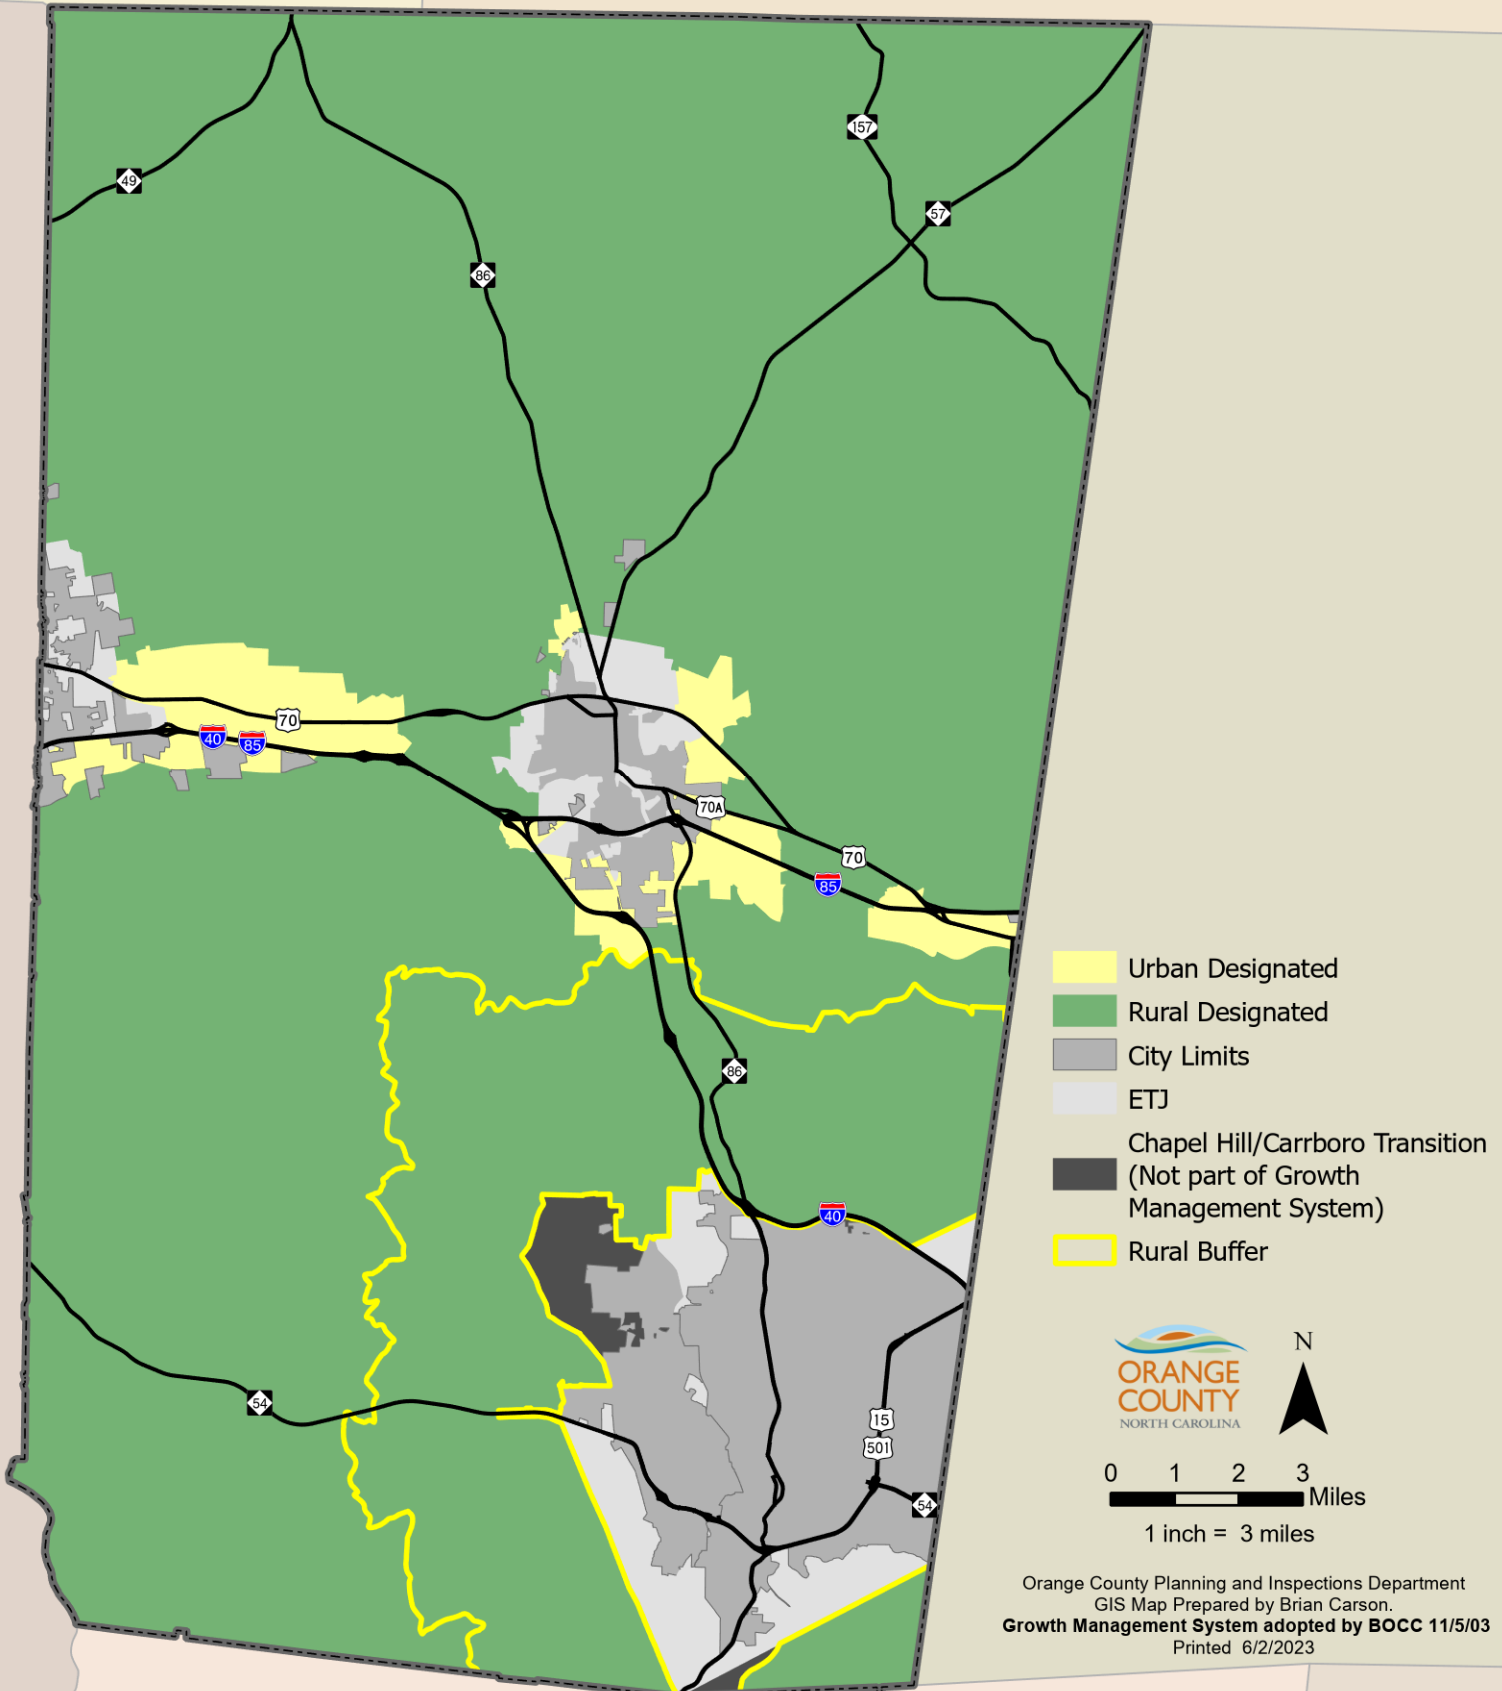 157
57
49
86
70
40
85
70A
70
85
Urban Designated
Rural Designated
City Limits
ETJ
86
Chapel Hill/Carrboro Transition
(Not part of Growth
Management System)
40
Rural Buffer
N
ORANGE
COUNTY
NORTH CAROLINA
54
15
501
0 1 2 3
Miles
54
1 inch = 3 miles
Orange County Planning and Inspections Department
GIS Map Prepared by Brian Carson.
Growth Management System adopted by BOCC 11/5/03
Printed 6/2/2023